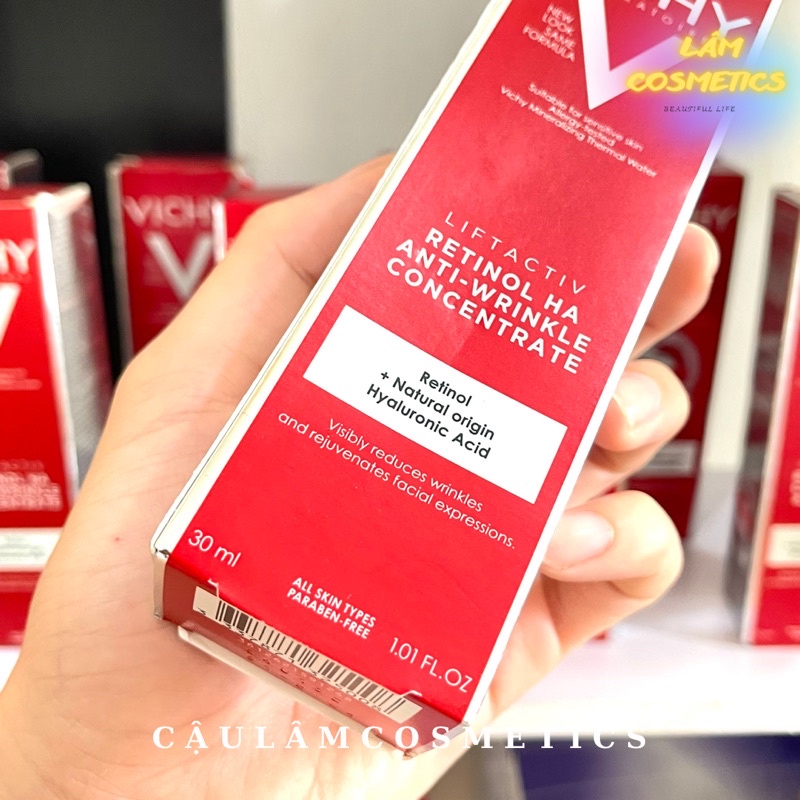 VICHY
NEW
LOOK
SAME
FORMULA
LÂM
COSMETICS
BEAUTIFUL LIFE
Suitable for sensitive skin
Allergy-tested
Vichy Mineralizing Thermal Water
LIFTACTIV
RETINOL HA
ANTI-WRINKLE
CONCENTRATE
Retinol
+ Natural origin
Hyaluronic Acid
Visibly reduces wrinkles
and rejuvenates facial expressions.
30 ml
ALL SKIN TYPES
PARABEN-FREE
1.01 FL.OZ
VICHY
CẬULÂMCOSMETICS